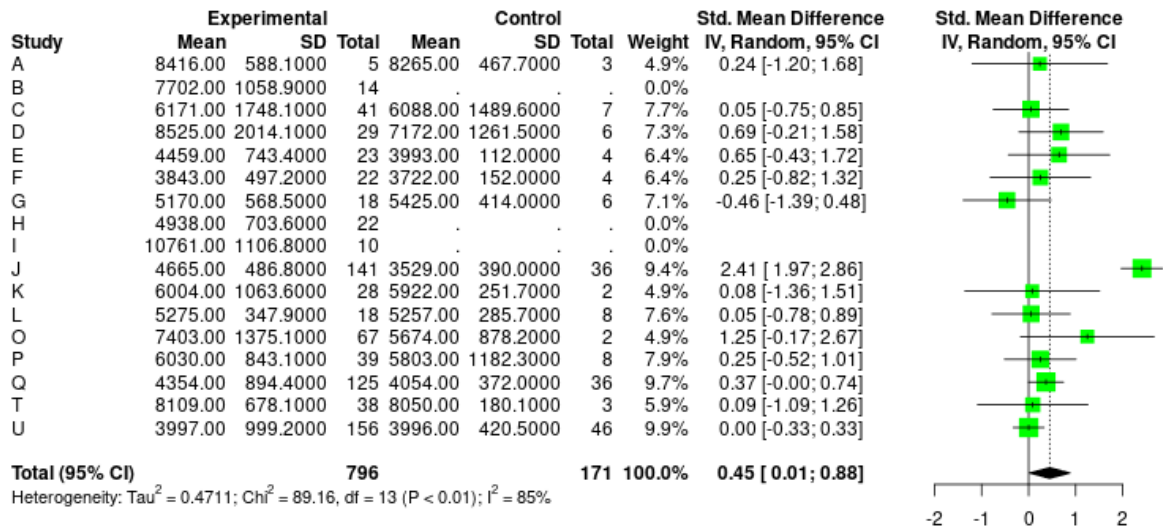 Experimental Control Std. Mean Difference Std. Mean Difference
Study Mean SD Total Mean SD Total Weight IV, Random, 95% CI IV, Random, 95% CI
A 8416.00 588.1000 5 8265.00 467.7000 3 4.9% 0.24 [-1.20; 1.68]
B 7702.00 1058.9000 14 . . . 0.0%
C 6171.00 1748.1000 41 6088.00 1489.6000 7 7.7% 0.05 [-0.75; 0.85]
D 8525.00 2014.1000 29 7172.00 1261.5000 6 7.3% 0.69 [-0.21; 1.58]
E 4459.00 743.4000 23 3993.00 112.0000 4 6.4% 0.65 [-0.43; 1.72]
F 3843.00 497.2000 22 3722.00 152.0000 4 6.4% 0.25 [-0.82; 1.32]
G 5170.00 568.5000 18 5425.00 414.0000 6 7.1% -0.46 [-1.39; 0.48]
H 4938.00 703.6000 22 . . . 0.0%
I 10761.00 1106.8000 10 . . . 0.0%
J 4665.00 486.8000 141 3529.00 390.0000 36 9.4% 2.41 [ 1.97; 2.86]
K 6004.00 1063.6000 28 5922.00 251.7000 2 4.9% 0.08 [-1.36; 1.51]
L 5275.00 347.9000 18 5257.00 285.7000 8 7.6% 0.05 [-0.78; 0.89]
O 7403.00 1375.1000 67 5674.00 878.2000 2 4.9% 1.25 [-0.17; 2.67]
P 6030.00 843.1000 39 5803.00 1182.3000 8 7.9% 0.25 [-0.52; 1.01]
Q 4354.00 894.4000 125 4054.00 372.0000 36 9.7% 0.37 [-0.00; 0.74]
T 8109.00 678.1000 38 8050.00 180.1000 3 5.9% 0.09 [-1.09; 1.26]
U 3997.00 999.2000 156 3996.00 420.5000 46 9.9% 0.00 [-0.33; 0.33]
Total (95% CI) 796 171 100.0% 0.45 [ 0.01; 0.88]
Heterogeneity: Tau² = 0.4711; Chi² = 89.16, df = 13 (P < 0.01); I² = 85%
-2 -1 0 1 2